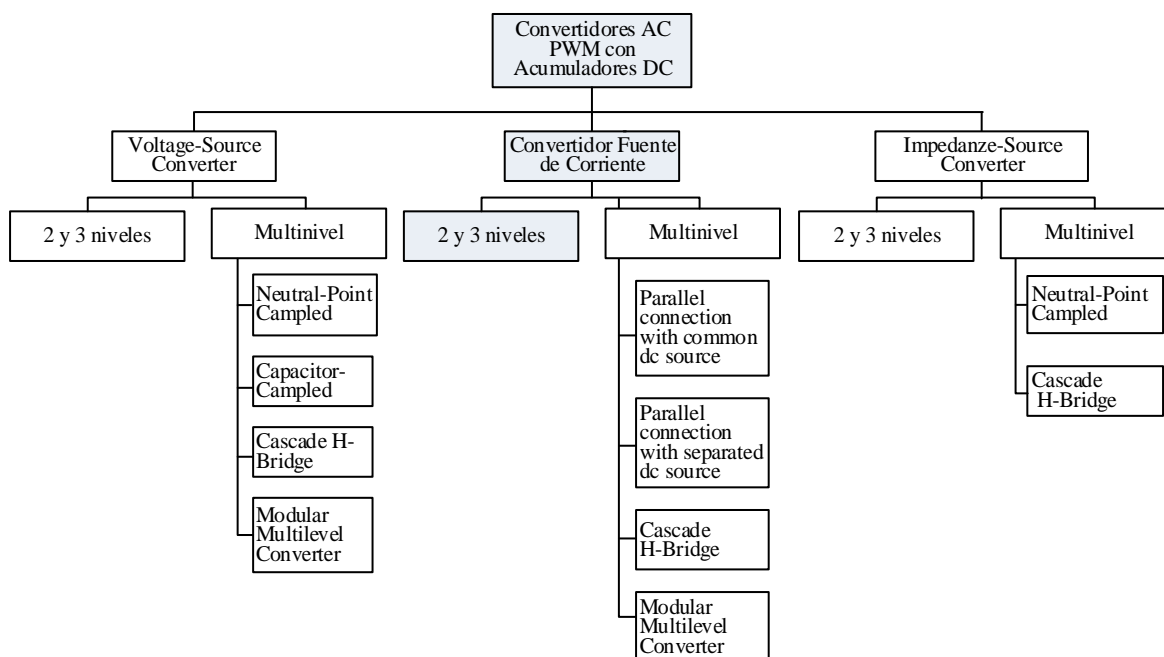 Convertidores AC
PWM con
Acumuladores DC
Voltage-Source
Converter
Convertidor Fuente
de Corriente
Impedanze-Source
Converter
2 y 3 niveles
Multinivel
2 y 3 niveles
Multinivel
2 y 3 niveles
Multinivel
Neutral-Point
Campled
Capacitor-
Campled
Cascade H-
Bridge
Modular
Multilevel
Converter
Parallel
connection
with common
dc source
Parallel
connection
with separated
dc source
Cascade
H-Bridge
Modular
Multilevel
Converter
Neutral-Point
Campled
Cascade
H-Bridge